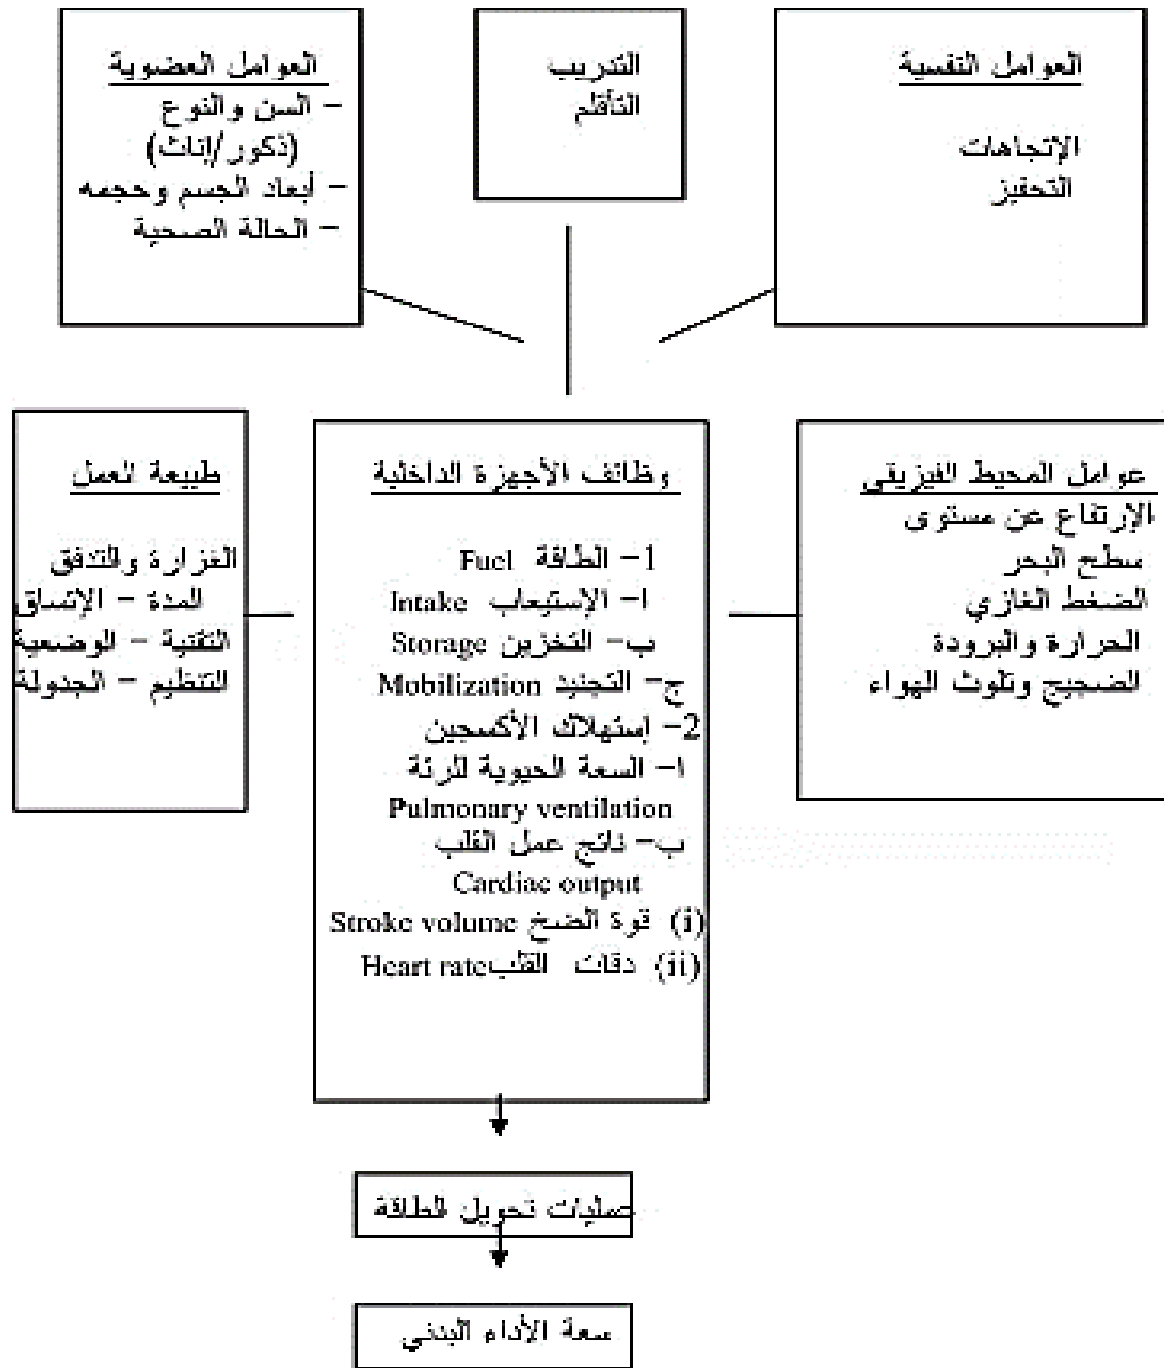 العوامل العضوية
– السن والنوع
(ذكور/إناث)
– أبعاد الجسم وحجمه
– الحالة الصحية
التدريب
التأقلم
العوامل النفسية
الإتجاهات
التحفيز
طبيعة العمل
الغزارة والتدفق
المدة – الإتساق
التقنية – الوضعية
التنظيم – الجدولة
وظائف الأجهزة الداخلية
1– الطاقة Fuel
ا– الإستيعاب Intake
ب– التخزين Storage
ج– التجنيد Mobilization
2– إستهلاك الأكسجين
ا– السعة الحيوية للرئة
Pulmonary ventilation
ب– ناتج عمل القلب
Cardiac output
(i) قوة الضخ Stroke volume
(ii) دقات القلب Heart rate
عوامل المحيط الفيزيقي
الإرتفاع عن مستوى
سطح البحر
الضغط الغازي
الحرارة والبرودة
الضجيج وتلوث الهواء
عمليات تحويل الطاقة
سعة الأداء البدني